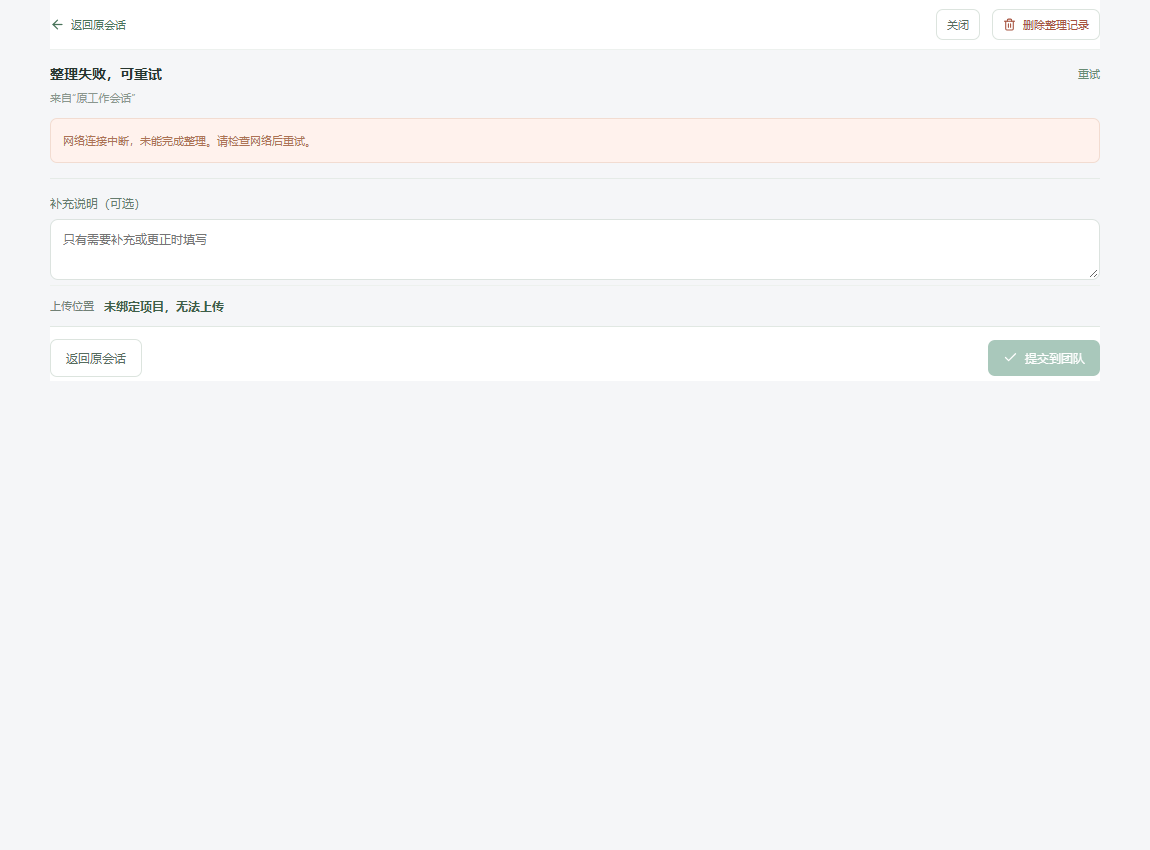 返回原会话
关闭
删除整理记录
整理失败，可重试
重试
来自“原工作会话”
网络连接中断，未能完成整理。请检查网络后重试。
补充说明（可选）
只有需要补充或更正时填写
上传位置 未绑定项目，无法上传
返回原会话
提交到团队